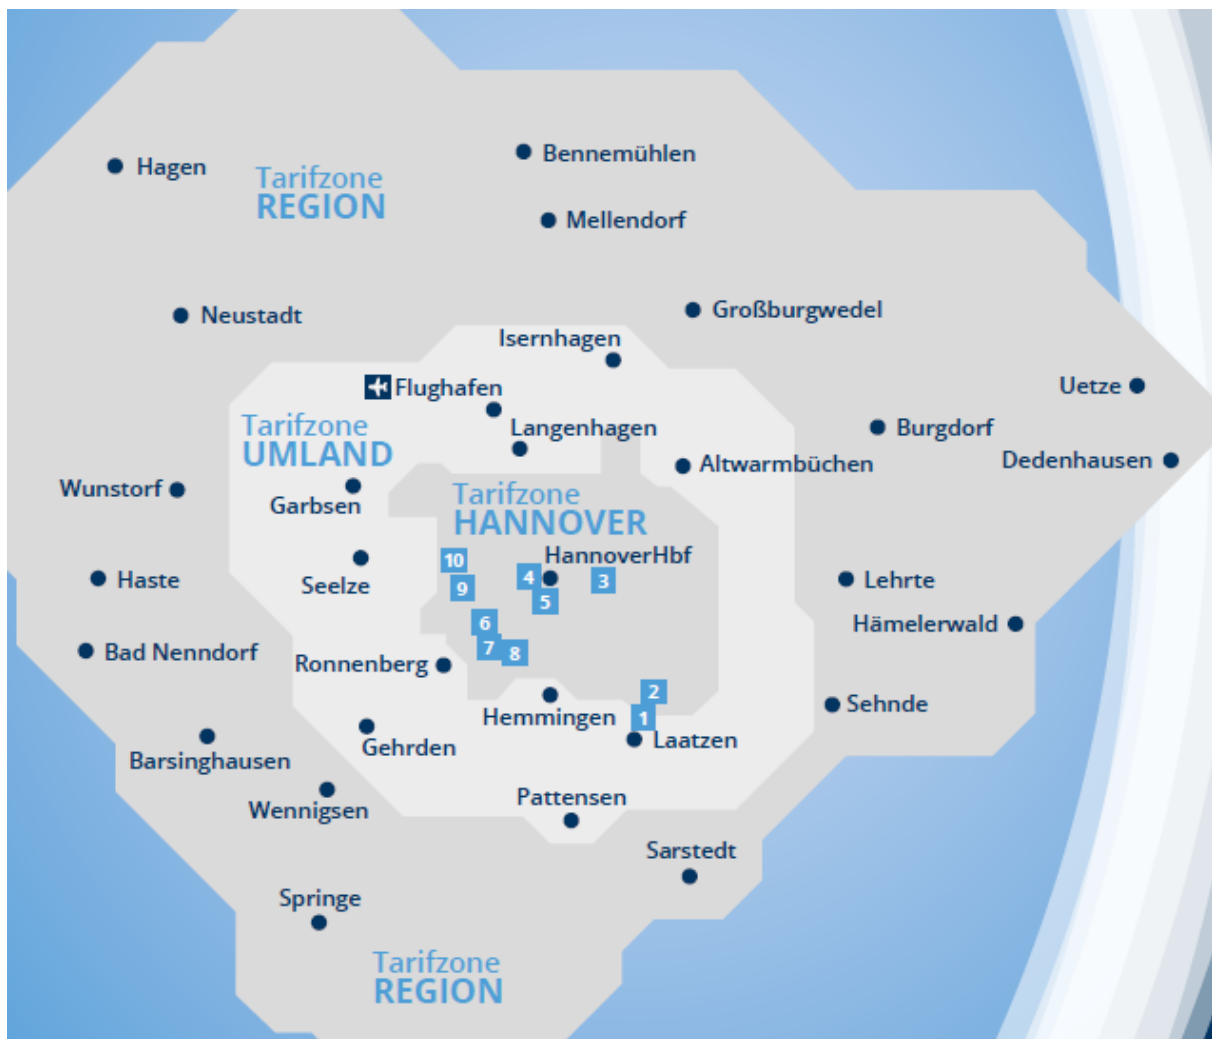 Bennemühlen
Hagen
Tarifzone
REGION
Mellendorf
Großburgwedel
Neustadt
Isernhagen
Flughafen
Uetze
Tarifzone
UMLAND
Langenhagen
Burgdorf
Altwarmbüchen
Dedenhausen
Wunstorf
Garbsen
Tarifzone
HANNOVER
HannoverHbf
10
4
3
Haste
Seelze
9
5
Lehrte
6
Hämelerwald
7
8
Bad Nenndorf
Ronnenberg
2
Hemmingen
1
Sehnde
Laatzen
Gehrden
Barsinghausen
Pattensen
Wennigsen
Sarstedt
Springe
Tarifzone
REGION